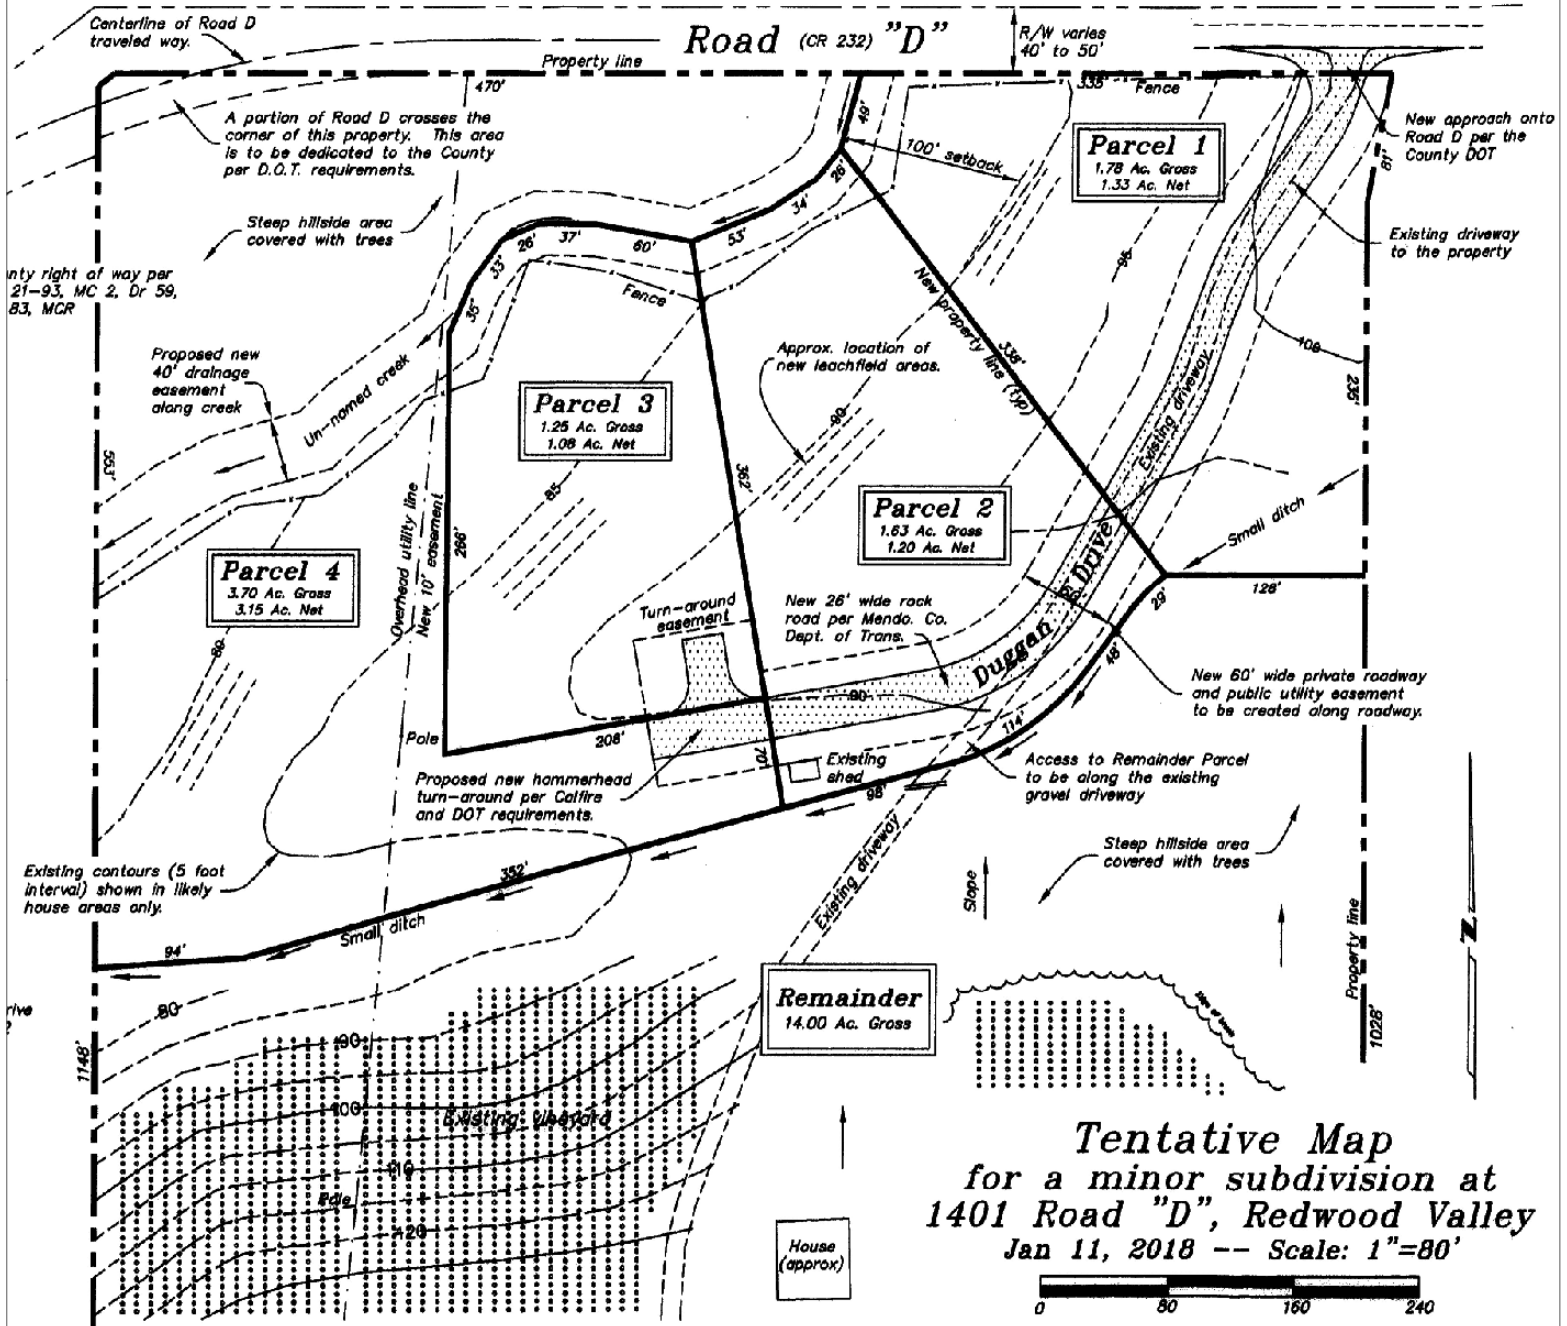 Centerline of Road D
traveled way.
Road (CR 232) "D"
R/W varies
40' to 50'
Property line
470'
335'
Fence
49'
A portion of Road D crosses the
corner of this property. This area
is to be dedicated to the County
per D.O.T. requirements.
100' setback
Parcel 1
1.78 Ac. Gross
1.33 Ac. Net
New approach onto
Road D per the
County DOT
81'
26'
34'
53'
60'
37'
26'
33'
35'
Steep hillside area
covered with trees
Existing driveway
to the property
nty right of way per
21-93, MC 2, Dr 59,
83, MCR
Fence
95
New property line (typ)
338'
100
Proposed new
40' drainage
easement
along creek
Un-named creek
Approx. location of
new leachfield areas.
Existing driveway
235'
Parcel 3
1.25 Ac. Gross
1.08 Ac. Net
90
553'
362'
85
Parcel 2
1.63 Ac. Gross
1.20 Ac. Net
Small ditch
Overhead utility line
New 10' easement
266'
Parcel 4
3.70 Ac. Gross
3.15 Ac. Net
Turn-around
easement
New 26' wide rock
road per Mendo. Co.
Dept. of Trans.
Duggan Drive
29'
128'
80
48'
New 60' wide private roadway
and public utility easement
to be created along roadway.
90
114'
Pole
208'
70'
Existing
shed
98'
Access to Remainder Parcel
to be along the existing
gravel driveway
Proposed new hammerhead
turn-around per Calfire
and DOT requirements.
Existing contours (5 foot
interval) shown in likely
house areas only.
352'
Existing driveway
Slope
Steep hillside area
covered with trees
Small ditch
94'
Property line
N
80
rive
Remainder
14.00 Ac. Gross
1148'
90
1028'
100
Existing vineyard
110
Pole
120
House
(approx)
Tentative Map
for a minor subdivision at
1401 Road "D", Redwood Valley
Jan 11, 2018 -- Scale: 1"=80'
0 80 160 240